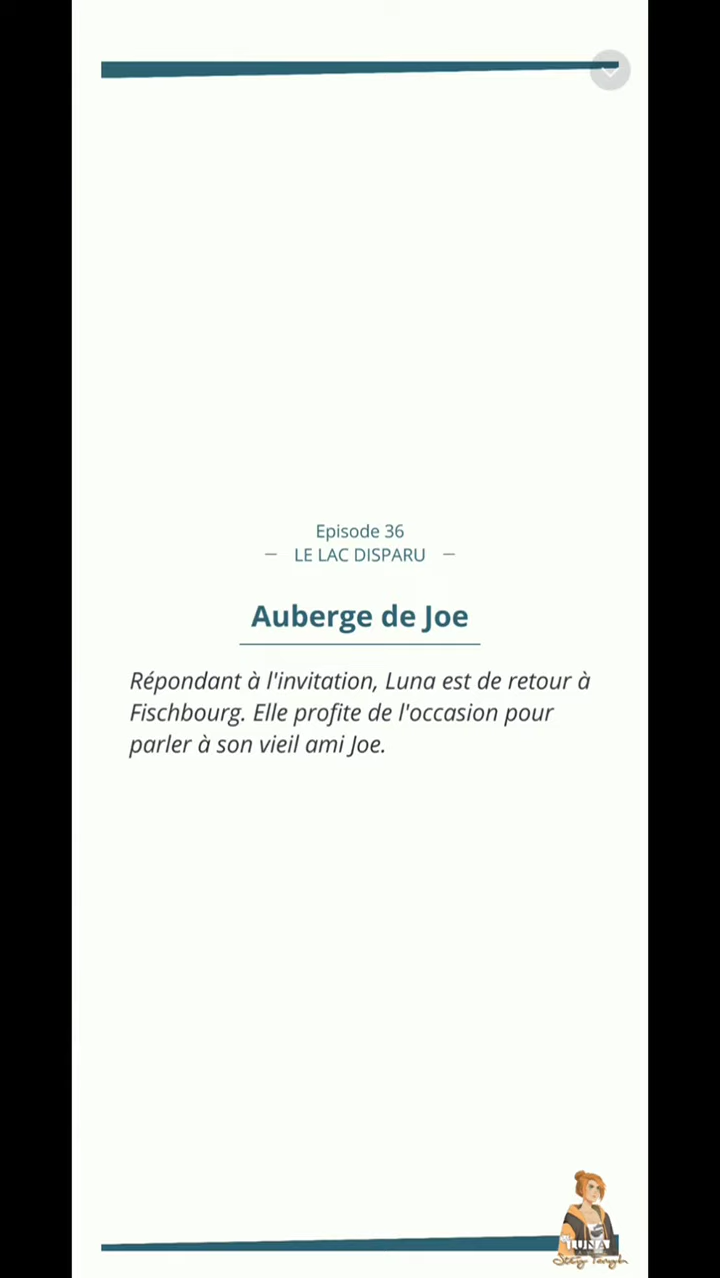 Episode 36
— LE LAC DISPARU —
Auberge de Joe
Répondant à l'invitation, Luna est de retour à
Fischbourg. Elle profite de l'occasion pour
parler à son vieil ami Joe.
LUNA